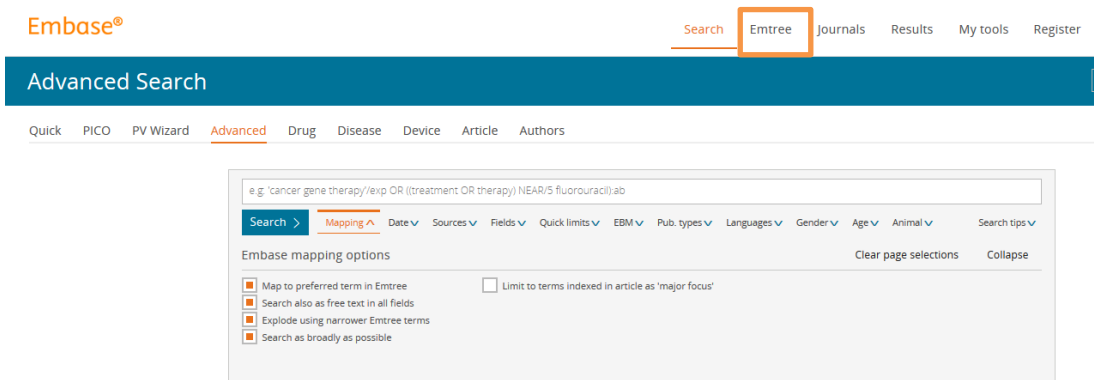 Embase®
Search Emtree Journals Results My tools Register
Advanced Search
Quick PICO PV Wizard Advanced Drug Disease Device Article Authors
e.g. 'cancer gene therapy'/exp OR ((treatment OR therapy) NEAR/5 fluorouracil):ab
Search > Mapping Date Sources Fields Quick limits EBM Pub. types Languages Gender Age Animal Search tips
Embase mapping options Clear page selections Collapse
Map to preferred term in Emtree Limit to terms indexed in article as 'major focus'
Search also as free text in all fields
Explode using narrower Emtree terms
Search as broadly as possible